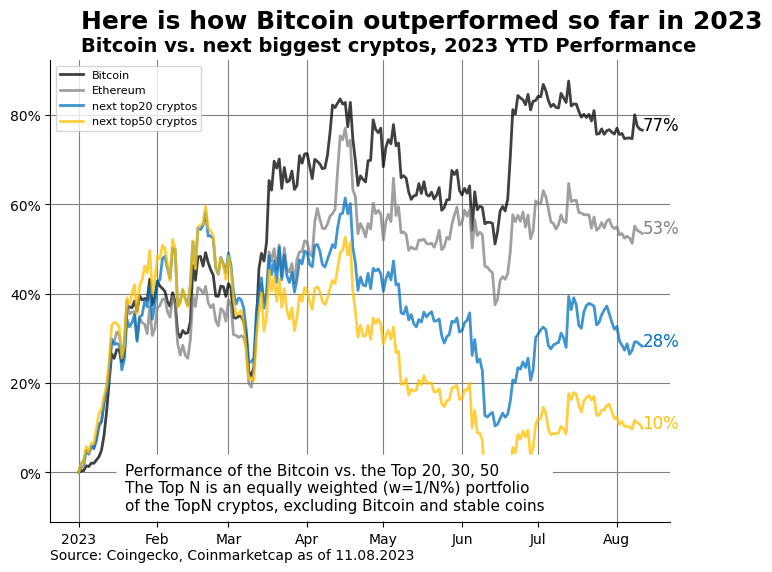 Here is how Bitcoin outperformed so far in 2023
Bitcoin vs. next biggest cryptos, 2023 YTD Performance
Bitcoin
Ethereum
next top20 cryptos
next top50 cryptos
80%
60%
40%
20%
0%
77%
53%
28%
10%
Performance of the Bitcoin vs. the Top 20, 30, 50
The Top N is an equally weighted (w=1/N%) portfolio
of the TopN cryptos, excluding Bitcoin and stable coins
2023 Feb Mar Apr May Jun Jul Aug
Source: Coingecko, Coinmarketcap as of 11.08.2023